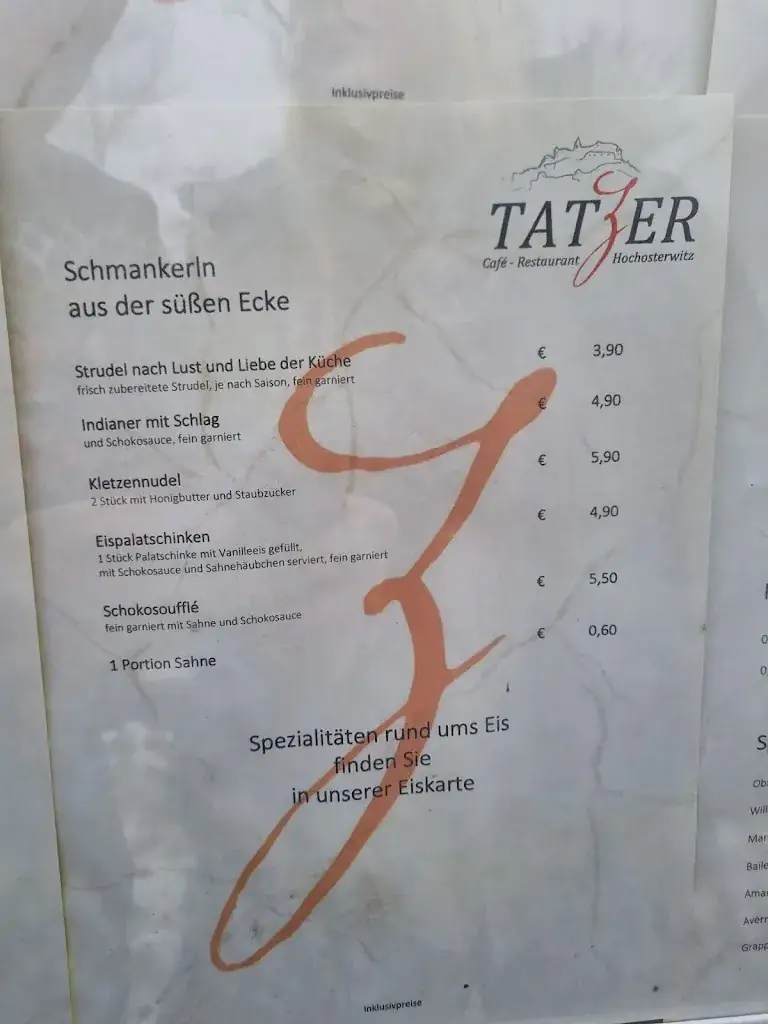 Inklusivpreise
TATZER
Café - Restaurant Hochosterwitz
Schmankerln
aus der süßen Ecke
Strudel nach Lust und Liebe der Küche € 3,90
frisch zubereitete Strudel, je nach Saison, fein garniert
Indianer mit Schlag € 4,90
und Schokosauce, fein garniert
Kletzennudel € 5,90
2 Stück mit Honigbutter und Staubzucker
Eispalatschinken € 4,90
1 Stück Palatschinke mit Vanilleeis gefüllt,
mit Schokosauce und Sahnehäubchen serviert, fein garniert
Schokosoufflé € 5,50
fein garniert mit Sahne und Schokosauce
1 Portion Sahne € 0,60
Spezialitäten rund ums Eis
finden Sie
in unserer Eiskarte
Inklusivpreise